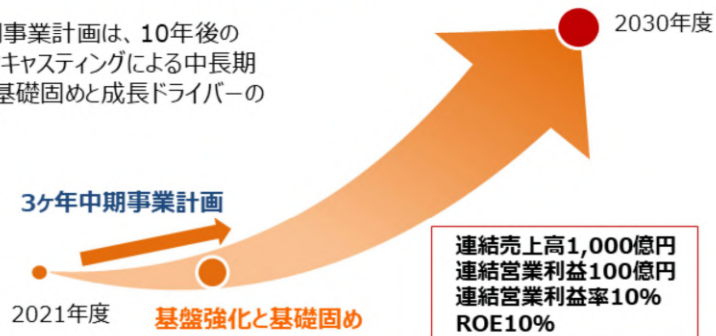 期事業計画は、10年後の
キャスティングによる中長期
基礎固めと成長ドライバーの
2030年度
3ヶ年中期事業計画
2021年度
基盤強化と基礎固め
連結売上高1,000億円
連結営業利益100億円
連結営業利益率10%
ROE10%